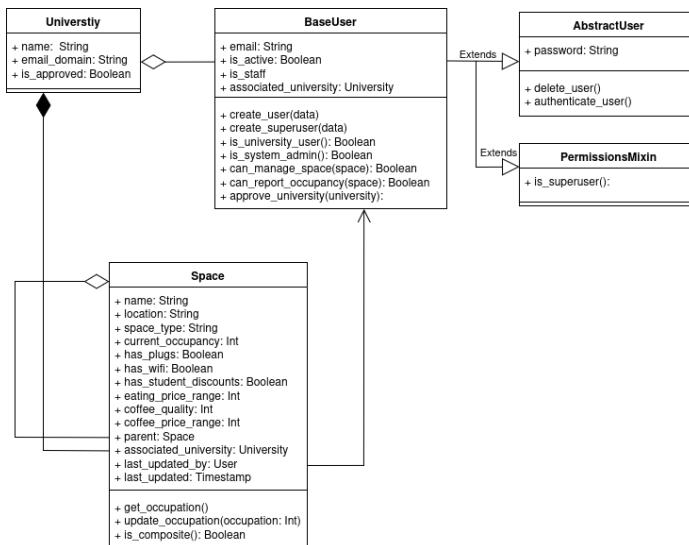 Universtiy
+ name: String
+ email_domain: String
+ is_approved: Boolean
BaseUser
+ email: String
+ is_active: Boolean
+ is_staff
+ associated_university: University
+ create_user(data)
+ create_superuser(data)
+ is_university_user(): Boolean
+ is_system_admin(): Boolean
+ can_manage_space(space): Boolean
+ can_report_occupancy(space): Boolean
+ approve_university(university):
Extends
AbstractUser
+ password: String
+ delete_user()
+ authenticate_user()
Extends
PermissionsMixin
+ is_superuser():
Space
+ name: String
+ location: String
+ space_type: String
+ current_occupancy: Int
+ has_plugs: Boolean
+ has_wifi: Boolean
+ has_student_discounts: Boolean
+ eating_price_range: Int
+ coffee_quality: Int
+ coffee_price_range: Int
+ parent: Space
+ associated_university: University
+ last_updated_by: User
+ last_updated: Timestamp
+ get_occupation()
+ update_occupation(occupation: Int)
+ is_composite(): Boolean